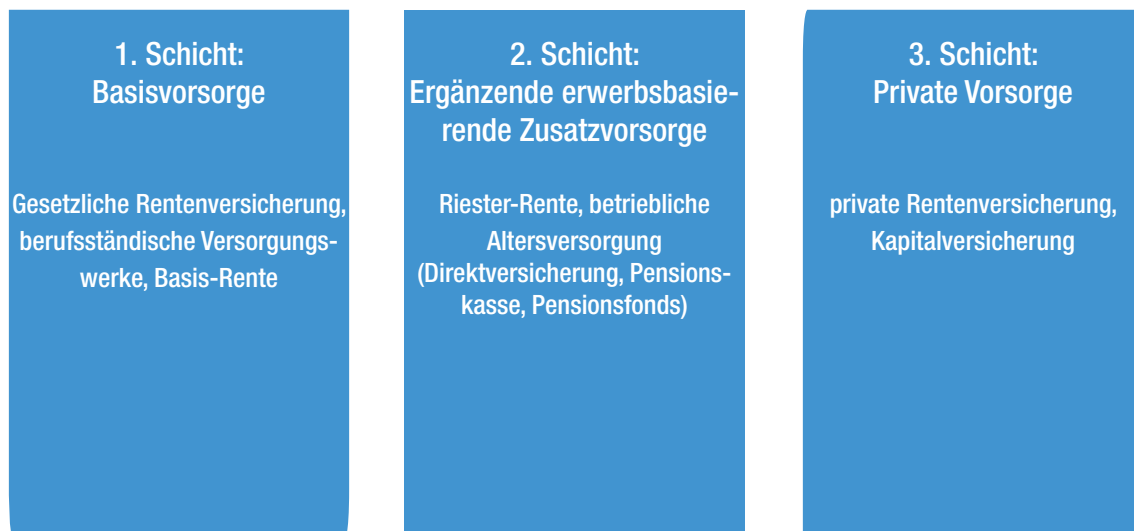 1. Schicht:
Basisvorsorge
Gesetzliche Rentenversicherung,
berufsständische Versorgungs-
werke, Basis-Rente
2. Schicht:
Ergänzende erwerbsbasie-
rende Zusatzvorsorge
Riester-Rente, betriebliche
Altersversorgung
(Direktversicherung, Pensions-
kasse, Pensionsfonds)
3. Schicht:
Private Vorsorge
private Rentenversicherung,
Kapitalversicherung